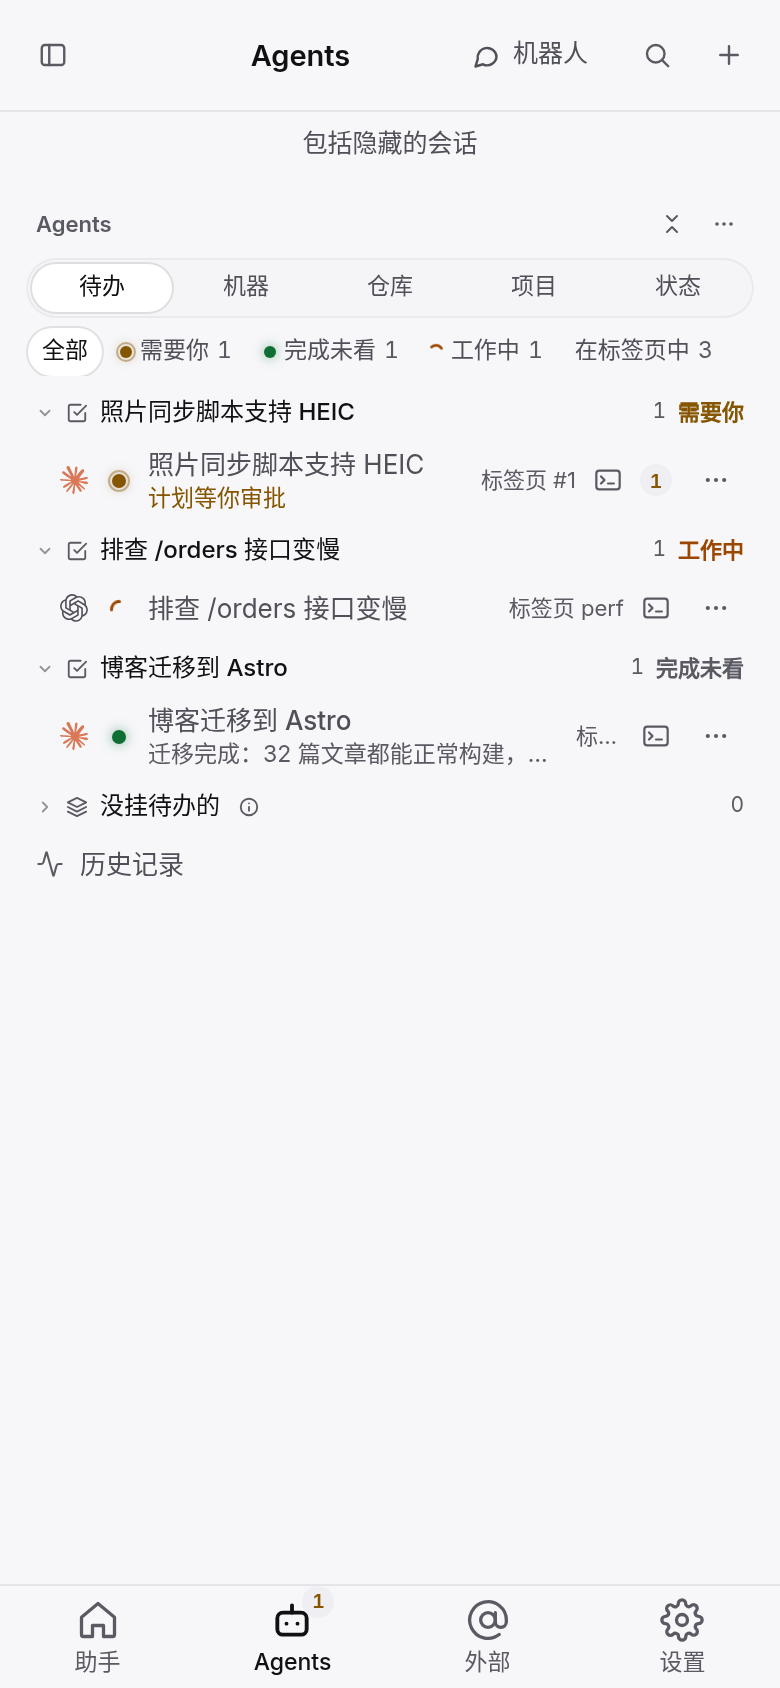 Agents
机器人
包括隐藏的会话
Agents
待办 机器 仓库 项目 状态
全部 需要你 1 完成未看 1 工作中 1 在标签页中 3
照片同步脚本支持 HEIC 1 需要你
照片同步脚本支持 HEIC 标签页 #1 1
计划等你审批
排查 /orders 接口变慢 1 工作中
排查 /orders 接口变慢 标签页 perf
博客迁移到 Astro 1 完成未看
博客迁移到 Astro 标...
迁移完成：32 篇文章都能正常构建，...
没挂待办的 0
历史记录
1
助手 Agents 外部 设置